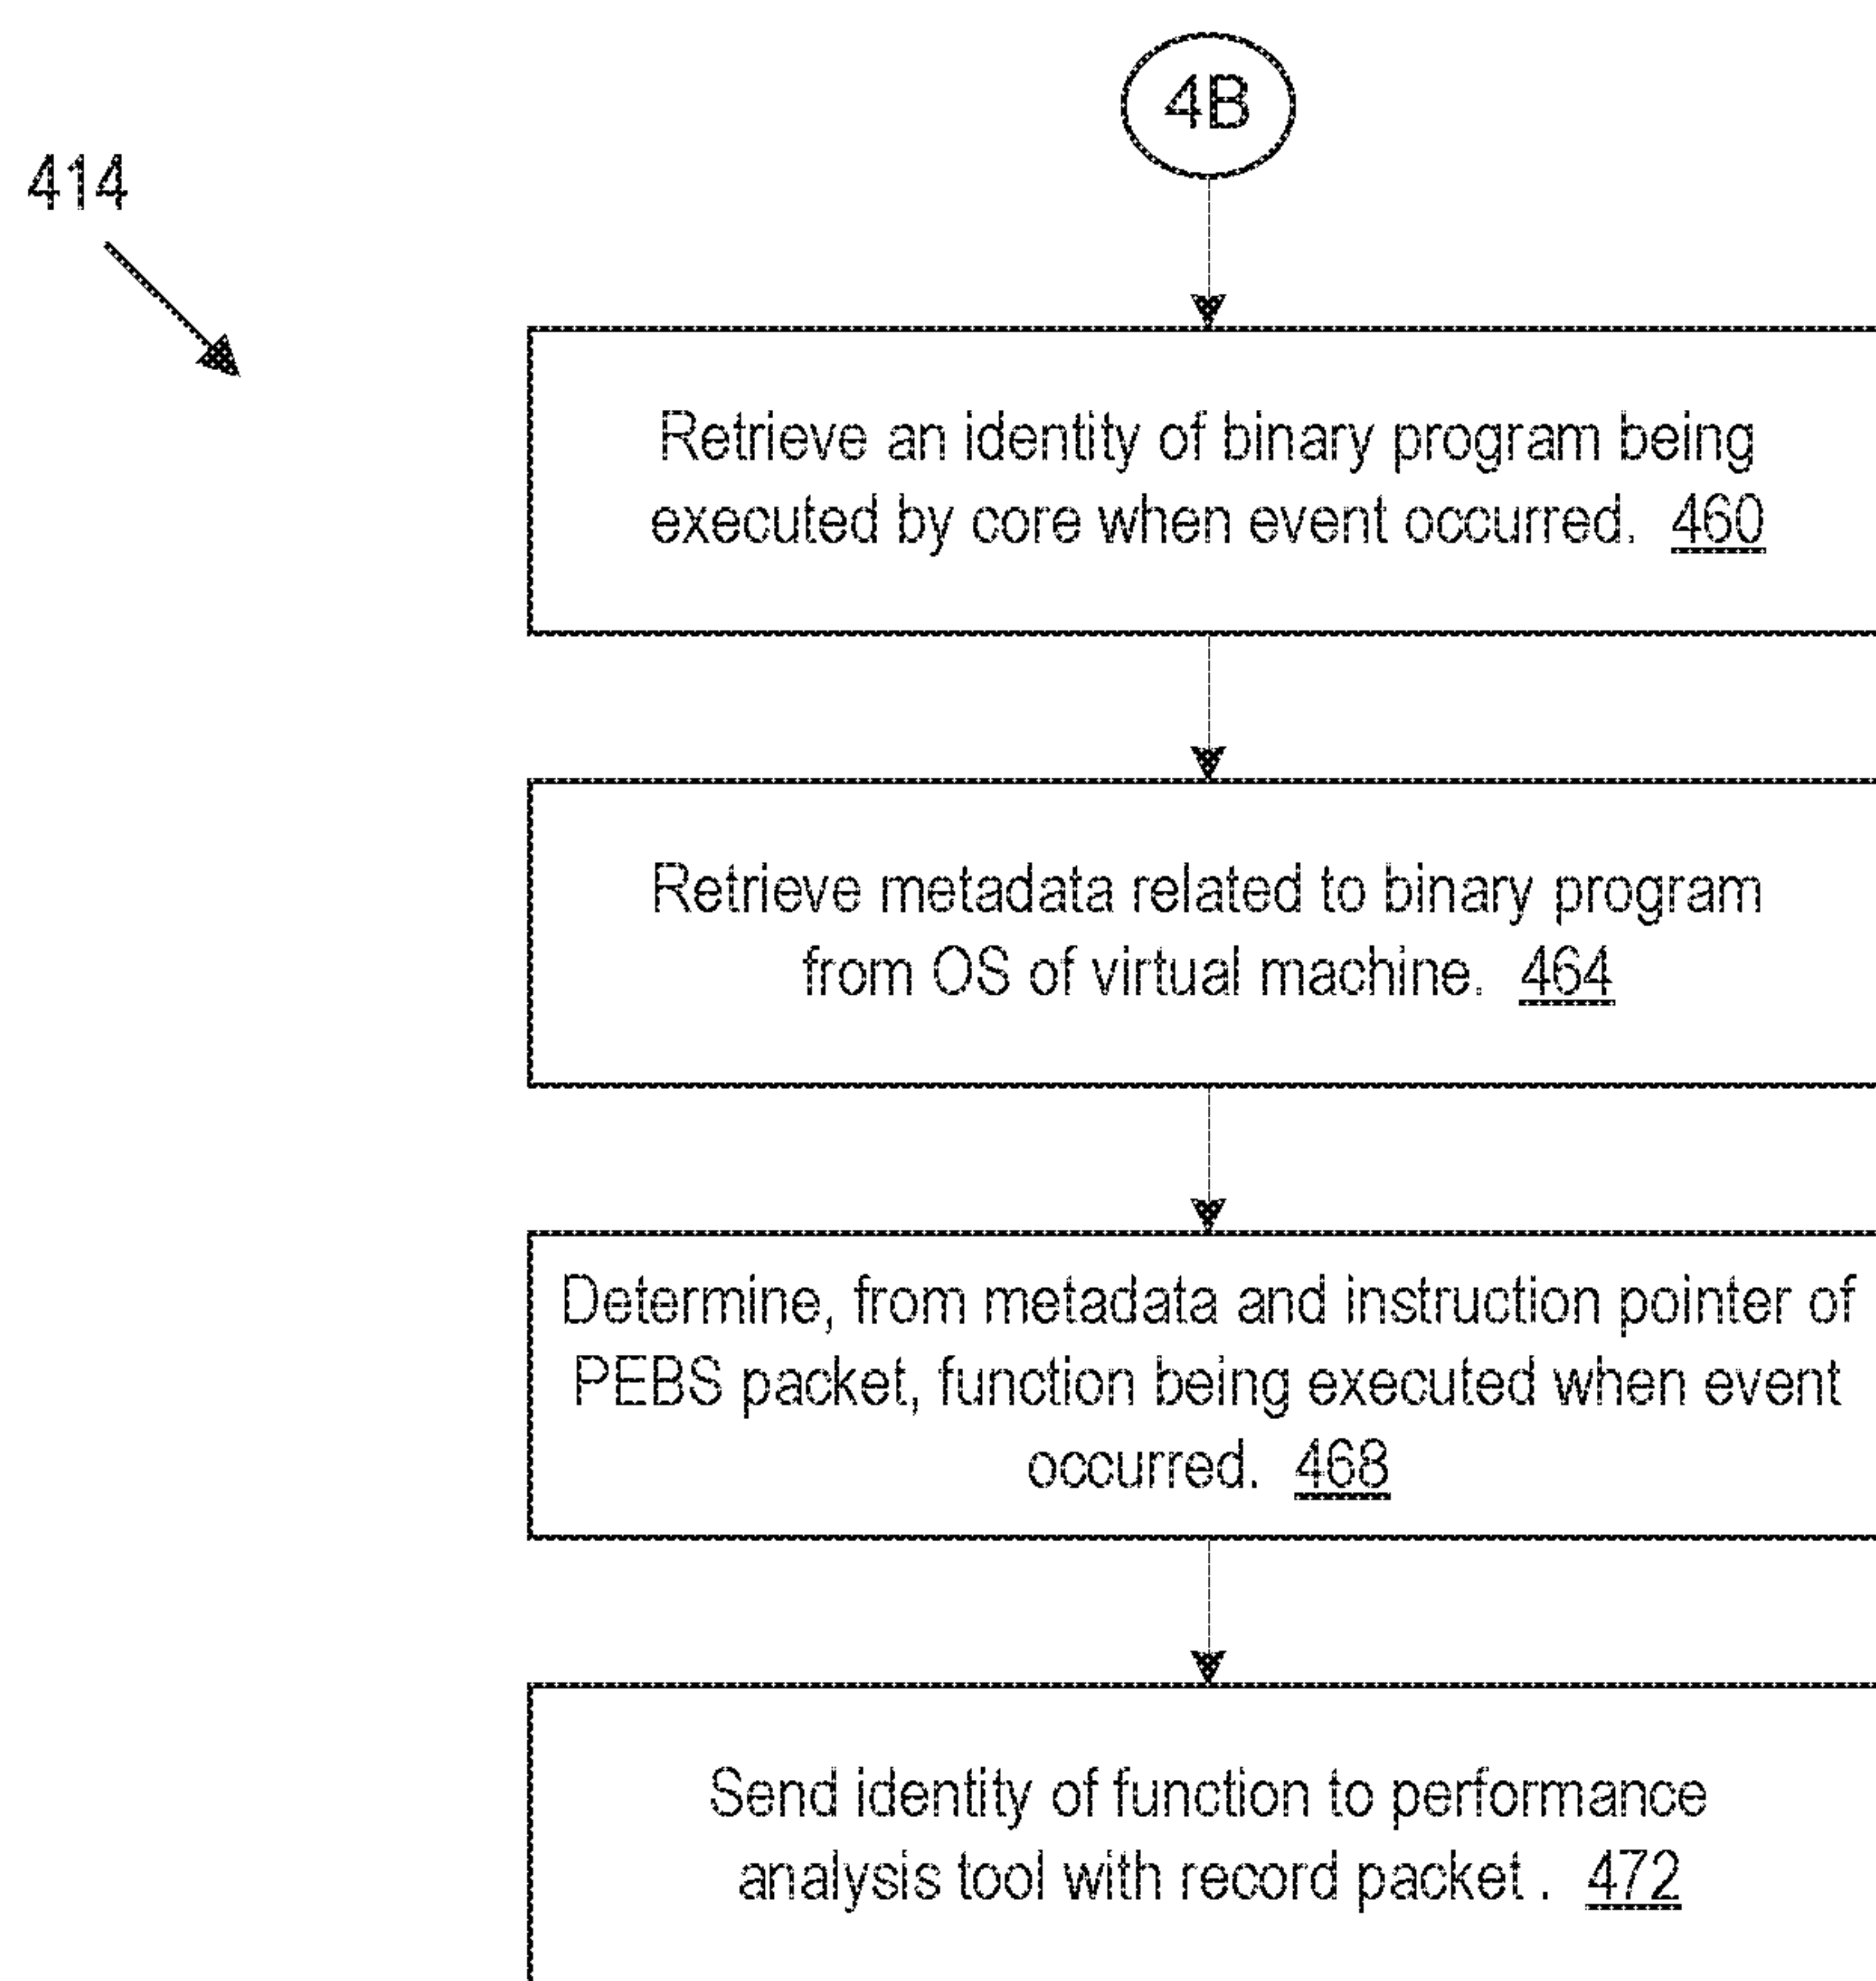 4B
414
Retrieve an identity of binary program being
executed by core when event occurred. 460
Retrieve metadata related to binary program
from OS of virtual machine. 464
Determine, from metadata and instruction pointer of
PEBS packet, function being executed when event
occurred. 468
Send identity of function to performance
analysis tool with record packet . 472